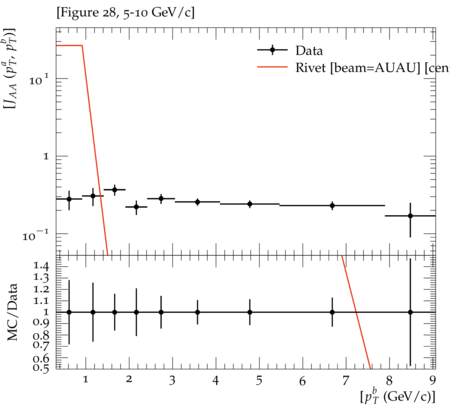 [Figure 28, 5-10 GeV/c]
[J_{AA} (p_T^a, p_T^b)]
Data
Rivet [beam=AUAU] [cen
10^1
1
10^{-1}
MC/Data
1.4
1.3
1.2
1.1
1
0.9
0.8
0.7
0.6
0.5
1 2 3 4 5 6 7 8 9
[p_T^b (GeV/c)]